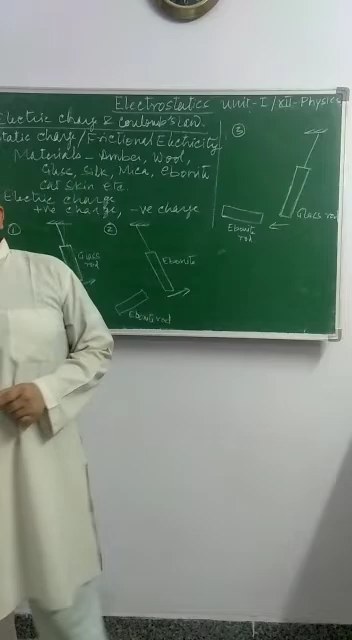 Electrostatics unit-I/XII-Physics
Electric charge & Coulomb's law.
Static charge/Frictional Electricity
Materials - Amber, Wool,
Glass, Silk, Mica, ebonite
Cat skin etc.
Electric charge
+ve charge, -ve charge
①
Glass
rod
②
Ebonite
Ebonite rod
③
Glass rod
Ebonite
rod